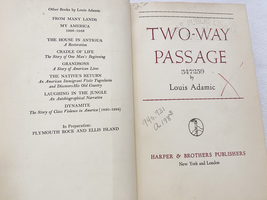 Other Books by Louis Adamic
FROM MANY LANDS
MY AMERICA
1928-1938
THE HOUSE IN ANTIGUA
A Restoration
CRADLE OF LIFE
The Story of One Man's Beginning
GRANDSONS
A Story of American Lives
THE NATIVE'S RETURN
An American Immigrant Visits Yugoslavia
and Discovers His Old Country
LAUGHING IN THE JUNGLE
An Autobiographical Narrative
DYNAMITE
The Story of Class Violence in America
In Preparation:
PLYMOUTH ROCK AND ELLIS ISLAND
TWO-WAY
PASSAGE
347250
by
Louis Adamic
HARPER & BROTHERS PUBLISHERS
New York and London